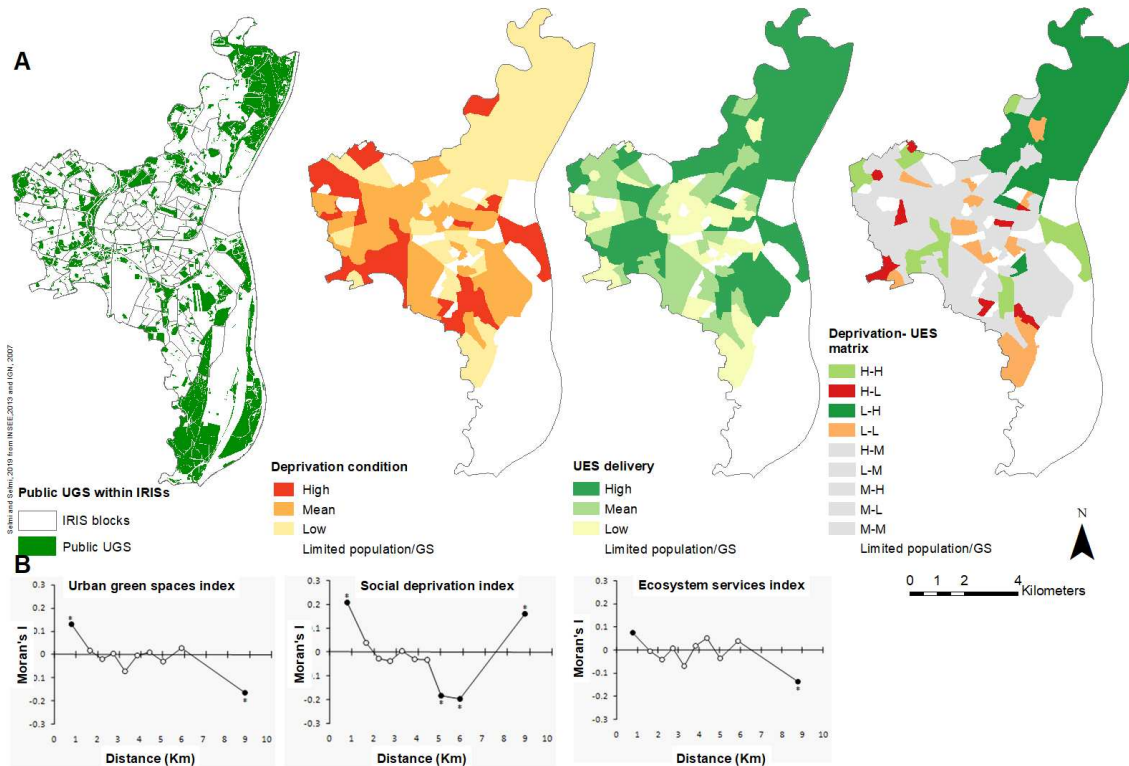 A
Selmi and Selmi, 2019 from INSEE, 2013 and IGN, 2007
Public UGS within IRISs
IRIS blocks
Public UGS
Deprivation condition
High
Mean
Low
Limited population/GS
UES delivery
High
Mean
Low
Limited population/GS
Deprivation- UES
matrix
H-H
H-L
L-H
L-L
H-M
L-M
M-H
M-L
M-M
Limited population/GS
N
0 1 2 4
Kilometers
B
Urban green spaces index
Moran's I
0.3
0.2
0.1
0
-0.1
-0.2
-0.3
*
*
0 1 2 3 4 5 6 7 8 9 10
Distance (Km)
Social deprivation index
Moran's I
0.3
0.2
0.1
0
-0.1
-0.2
-0.3
*
*
*
*
0 1 2 3 4 5 6 7 8 9 10
Distance (Km)
Ecosystem services index
Moran's I
0.3
0.2
0.1
0
-0.1
-0.2
-0.3
*
0 1 2 3 4 5 6 7 8 9 10
Distance (Km)